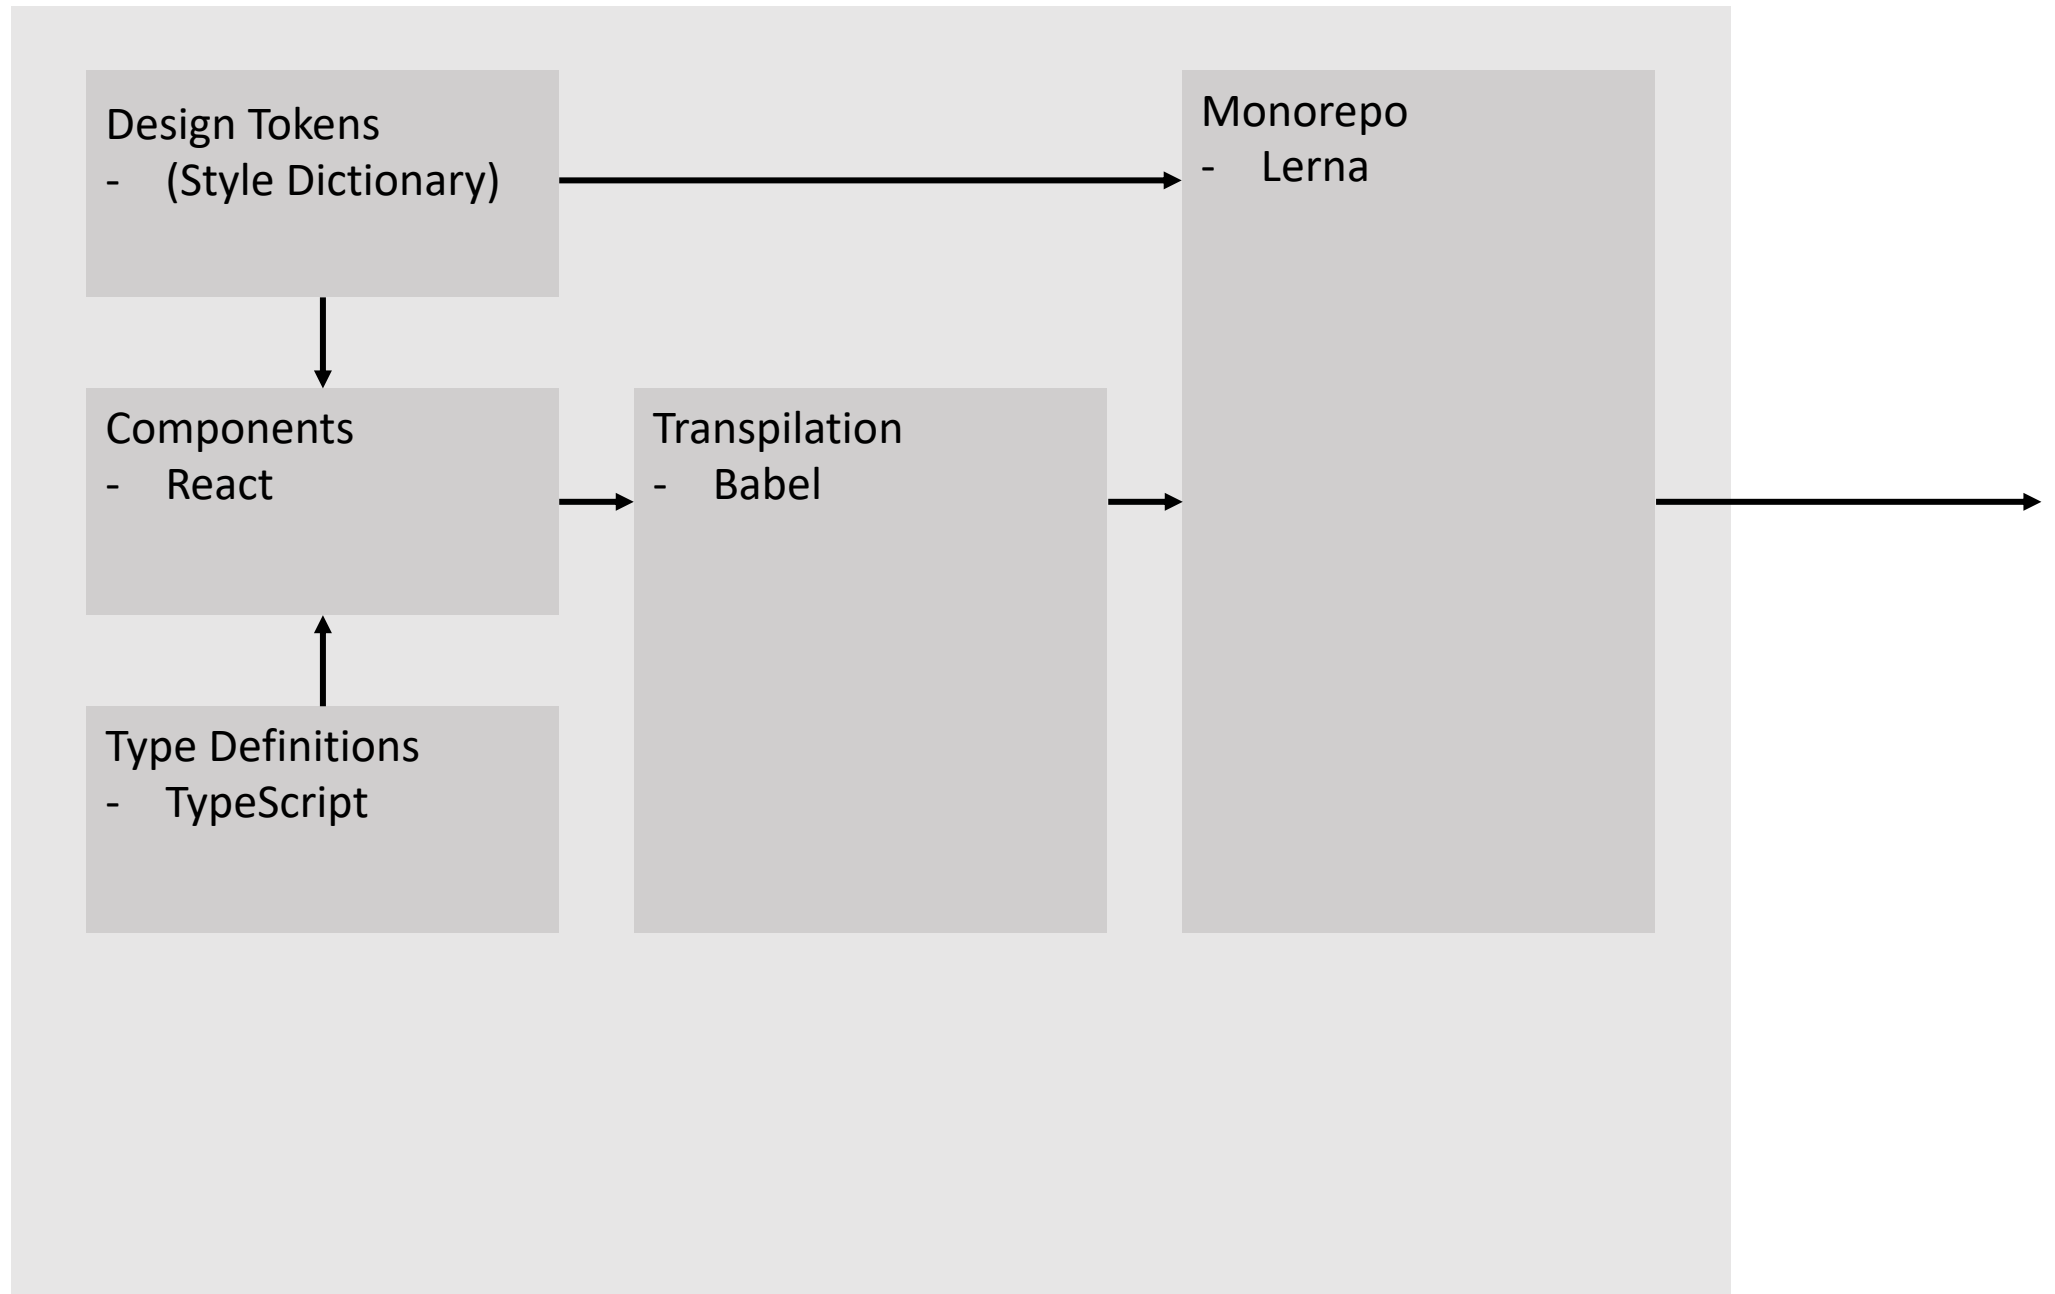 Design Tokens
- (Style Dictionary)
Monorepo
- Lerna
Components
- React
Transpilation
- Babel
Type Definitions
- TypeScript